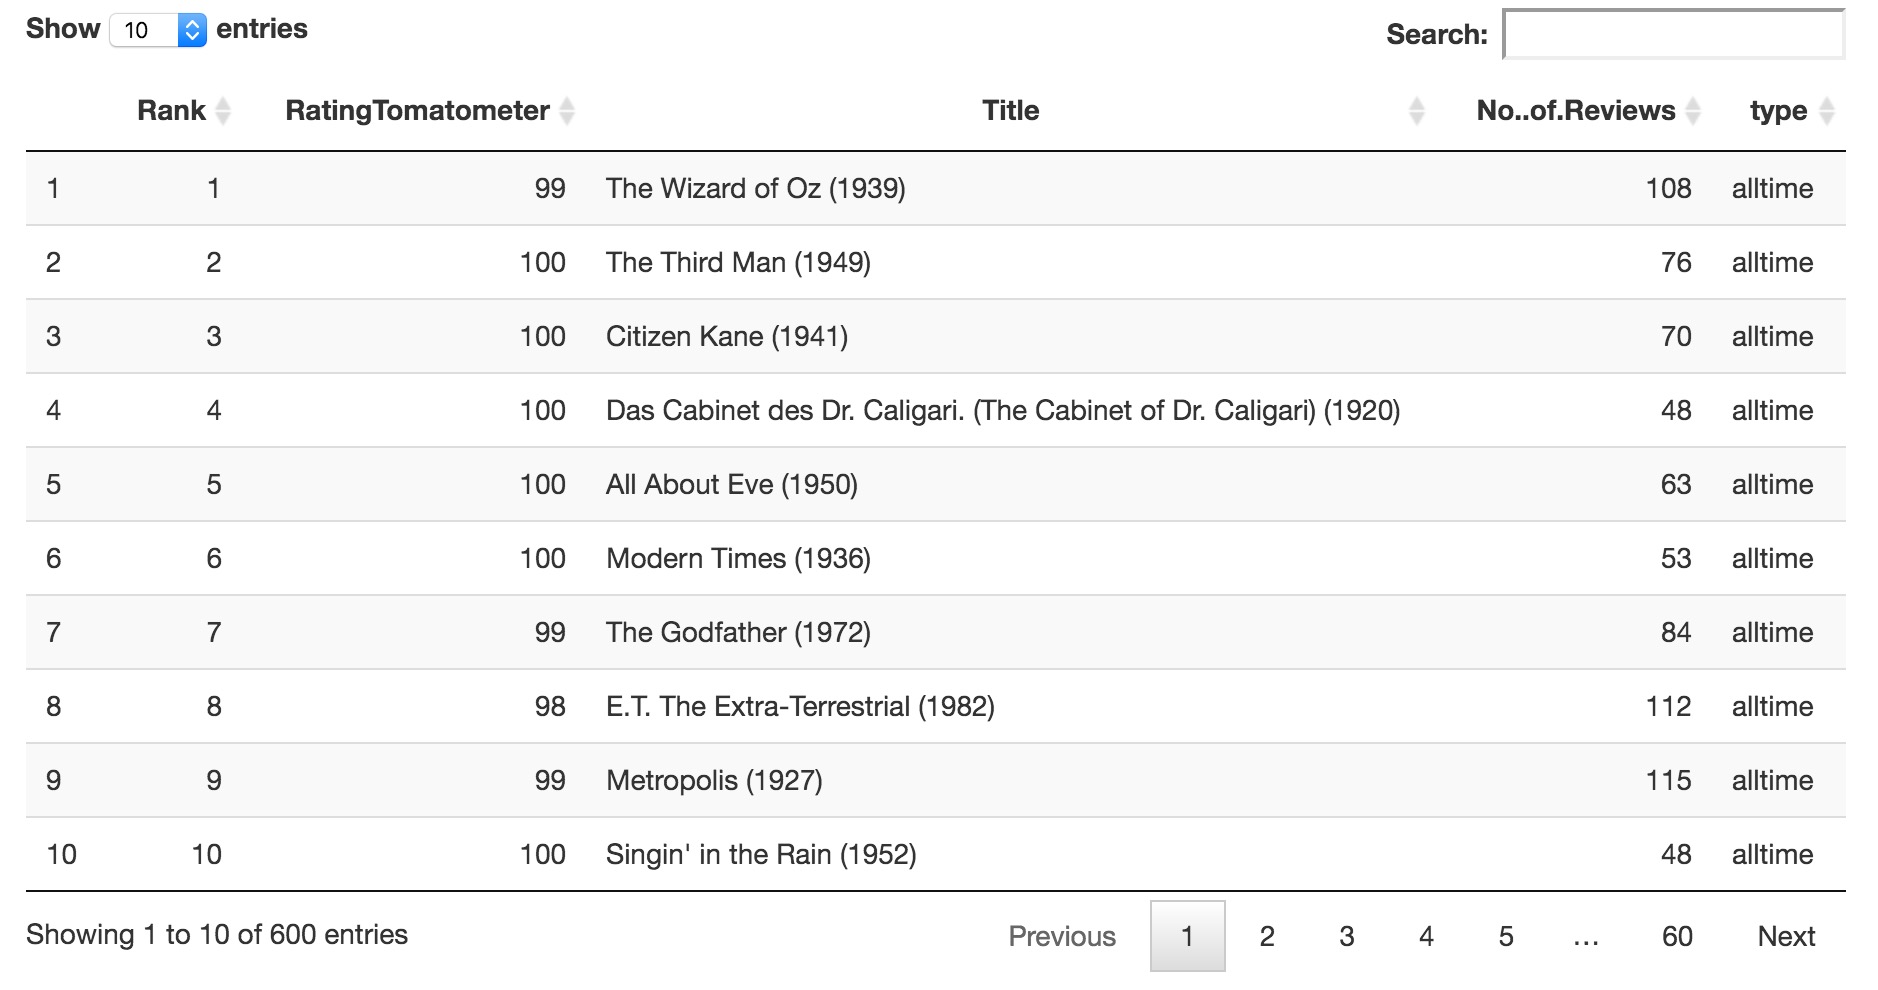 Show 10 entries Search:
Rank RatingTomatometer Title No..of.Reviews type
1 1 99 The Wizard of Oz (1939) 108 alltime
2 2 100 The Third Man (1949) 76 alltime
3 3 100 Citizen Kane (1941) 70 alltime
4 4 100 Das Cabinet des Dr. Caligari. (The Cabinet of Dr. Caligari) (1920) 48 alltime
5 5 100 All About Eve (1950) 63 alltime
6 6 100 Modern Times (1936) 53 alltime
7 7 99 The Godfather (1972) 84 alltime
8 8 98 E.T. The Extra-Terrestrial (1982) 112 alltime
9 9 99 Metropolis (1927) 115 alltime
10 10 100 Singin' in the Rain (1952) 48 alltime
Showing 1 to 10 of 600 entries Previous 1 2 3 4 5 … 60 Next